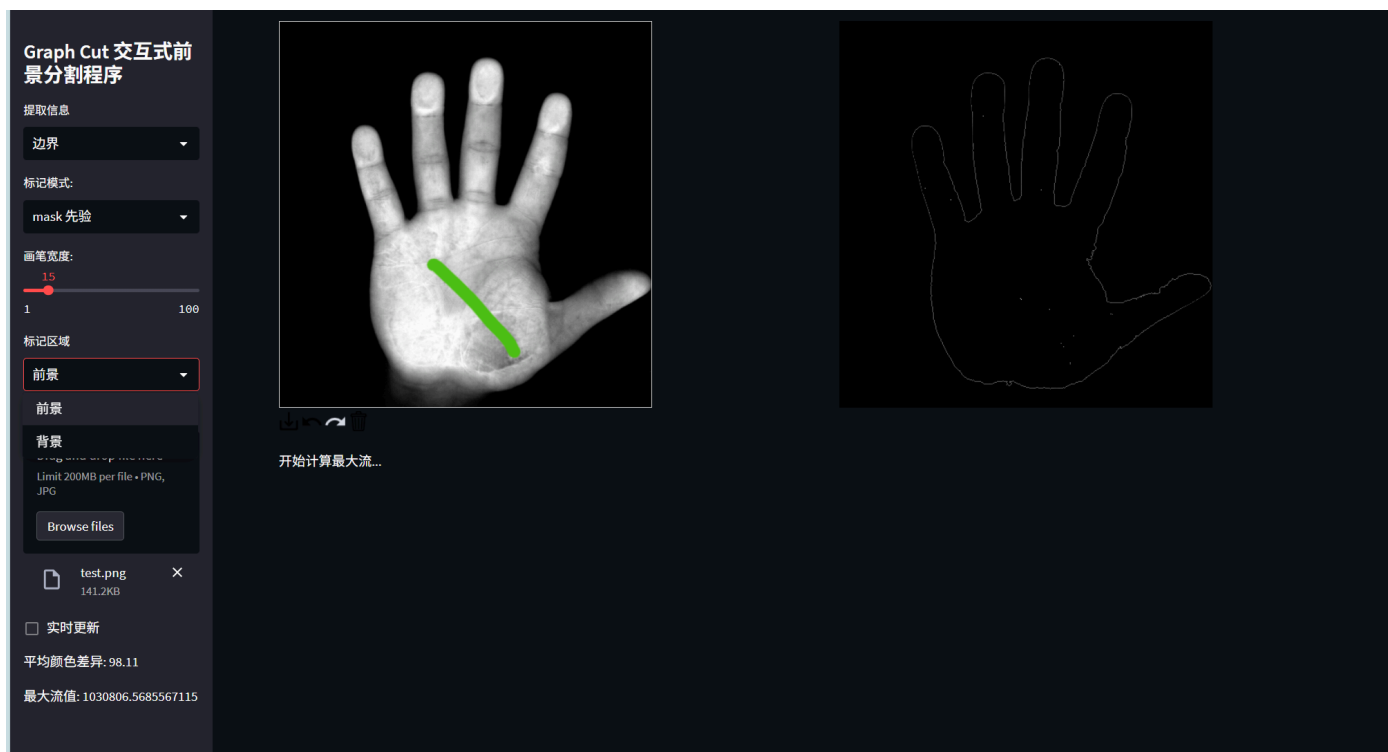 Graph Cut 交互式前
景分割程序
提取信息
边界
标记模式:
mask 先验
画笔宽度:
15
1
100
标记区域
前景
前景
背景
Limit 200MB per file • PNG,
JPG
Browse files
test.png
141.2KB
实时更新
平均颜色差异: 98.11
最大流值: 1030806.5685567115
开始计算最大流...